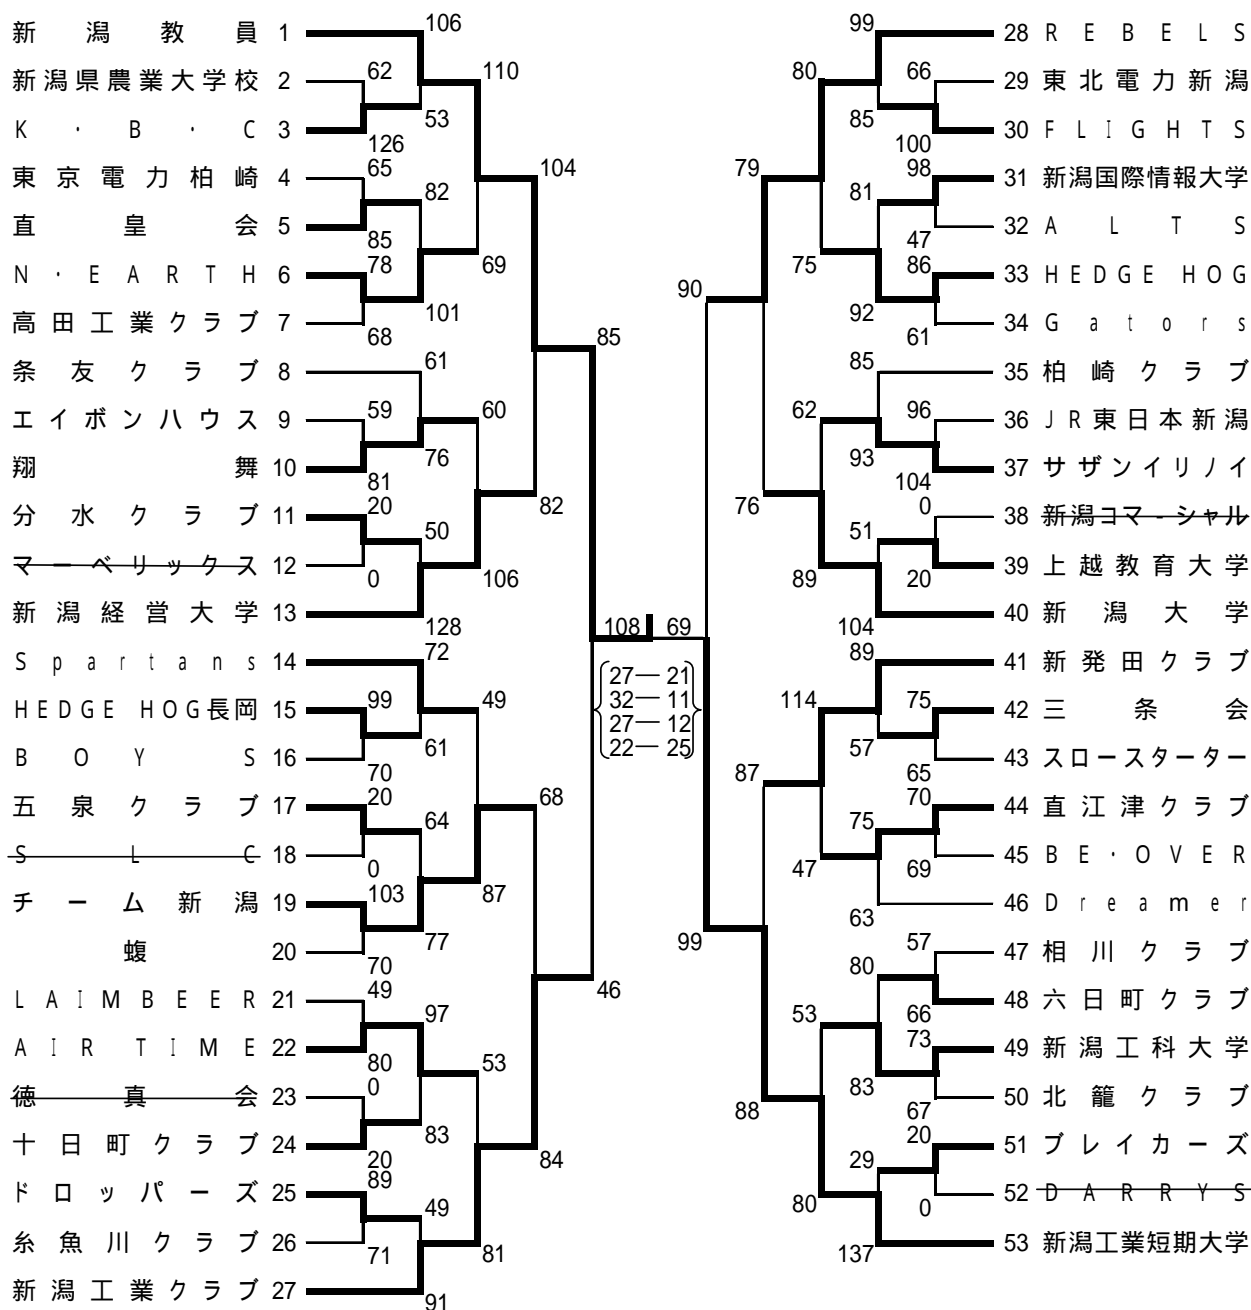 新潟教員 1
新潟県農業大学校 2
K・B・C 3
東京電力柏崎 4
直皇会 5
N・EARTH 6
高田工業クラブ 7
条友クラブ 8
エイボンハウス 9
翔舞 10
分水クラブ 11
マーベリックス 12
新潟経営大学 13
Spartans 14
HEDGE HOG長岡 15
BOYS 16
五泉クラブ 17
SLC 18
チーム新潟 19
蝮 20
LAIMBEER 21
AIR TIME 22
徳真会 23
十日町クラブ 24
ドロッパーズ 25
糸魚川クラブ 26
新潟工業クラブ 27
62
126
65
85
78
68
59
81
20
0
99
70
20
0
103
70
49
80
0
20
89
71
106
53
82
101
61
76
50
128
72
61
64
77
97
83
49
91
110
69
60
106
49
87
53
81
104
82
68
84
85
46
108 69
27― 21
32― 11
27― 12
22― 25
90
99
79
76
87
88
80
75
62
89
114
47
53
80
99
85
81
92
85
93
51
104
89
57
75
63
80
83
29
137
66
100
98
47
86
61
96
104
0
20
75
65
70
69
57
66
73
67
20
0
28 REBELS
29 東北電力新潟
30 FLIGHTS
31 新潟国際情報大学
32 ALTS
33 HEDGE HOG
34 Gators
35 柏崎クラブ
36 JR東日本新潟
37 サザンイリノイ
38 新潟コマ-シャル
39 上越教育大学
40 新潟大学
41 新発田クラブ
42 三条会
43 スロースターター
44 直江津クラブ
45 BE・OVER
46 Dreamer
47 相川クラブ
48 六日町クラブ
49 新潟工科大学
50 北龍クラブ
51 ブレイカーズ
52 DARRYS
53 新潟工業短期大学